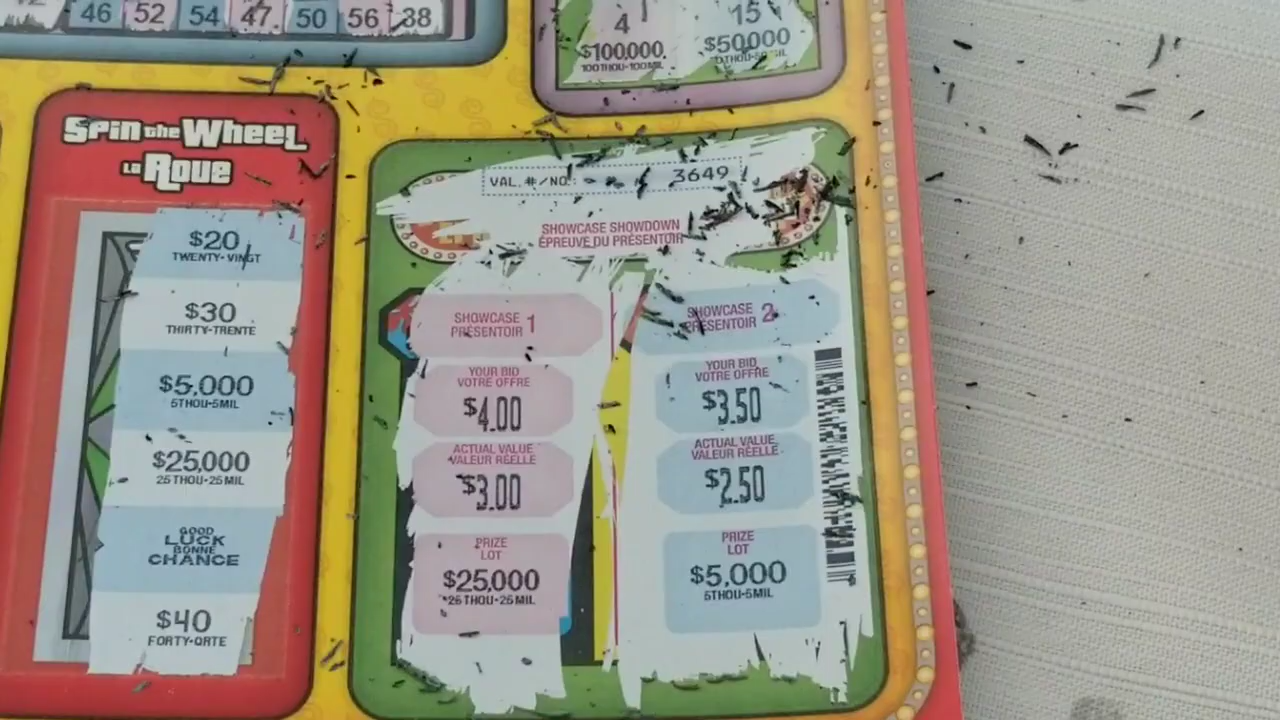 46 52 54 47 50 56 38
4
$100,000
100THOU-100MIL
15
$50000
SPIN THE WHEEL
LA ROUE
$20
TWENTY-VINGT
$30
THIRTY-TRENTE
$5,000
5THOU-5MIL
$25,000
25THOU-25MIL
GOOD
LUCK
BONNE
CHANCE
$40
FORTY-QRTE
VAL.#/NO.: 3649
SHOWCASE SHOWDOWN
ÉPREUVE DU PRÉSENTOIR
SHOWCASE
PRÉSENTOIR 1
YOUR BID
VOTRE OFFRE
$4.00
ACTUAL VALUE
VALEUR RÉELLE
$3.00
PRIZE
LOT
$25,000
25THOU-25MIL
SHOWCASE
PRÉSENTOIR 2
YOUR BID
VOTRE OFFRE
$3.50
ACTUAL VALUE
VALEUR RÉELLE
$2.50
PRIZE
LOT
$5,000
5THOU-5MIL